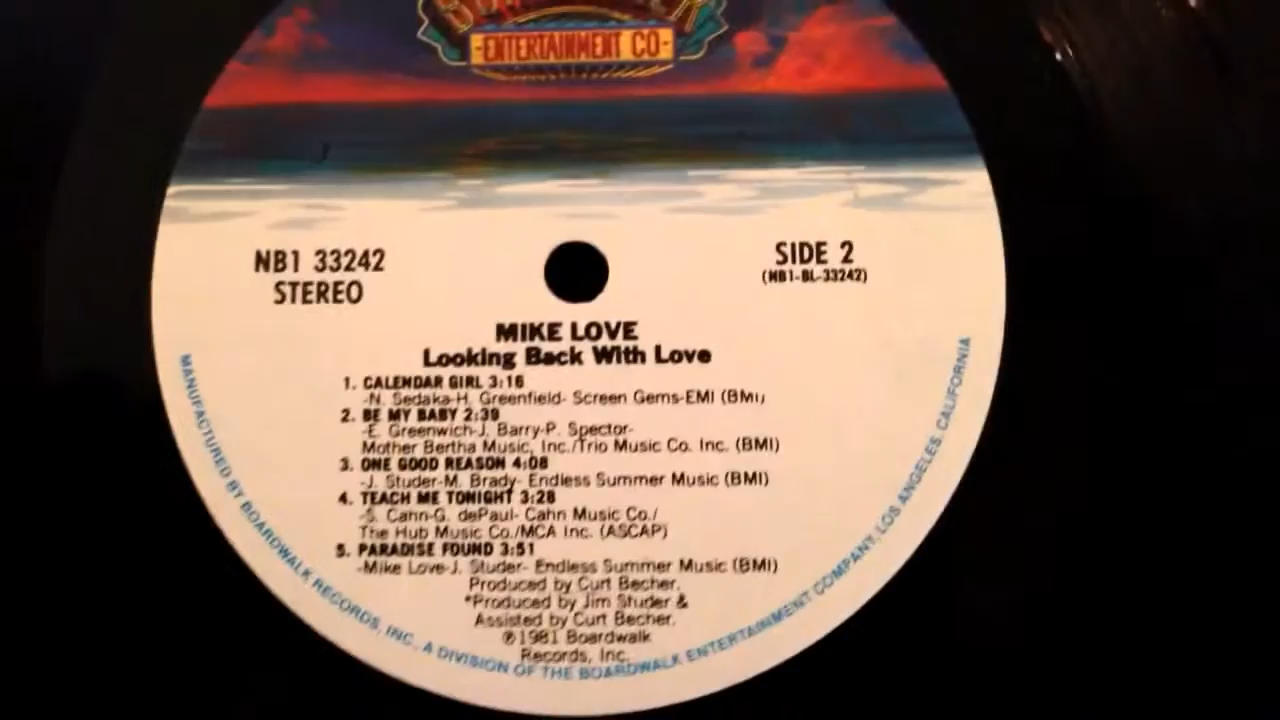 -ENTERTAINMENT CO-
NB1 33242
STEREO
SIDE 2
(NB1-BL-33242)
MIKE LOVE
Looking Back With Love
1. CALENDAR GIRL 3:16
-N. Sedaka-H. Greenfield- Screen Gems-EMI (BMI)
2. BE MY BABY 2:39
-E. Greenwich-J. Barry-P. Spector-
Mother Bertha Music, Inc./Trio Music Co. Inc. (BMI)
3. ONE GOOD REASON 4:08
-J. Studer-M. Brady- Endless Summer Music (BMI)
4. TEACH ME TONIGHT 3:28
-S. Cahn-G. dePaul- Cahn Music Co./
The Hub Music Co./MCA Inc. (ASCAP)
5. PARADISE FOUND 3:51
-Mike Love-J. Studer- Endless Summer Music (BMI)
Produced by Curt Becher.
*Produced by Jim Studer &
Assisted by Curt Becher.
℗1981 Boardwalk
Records, Inc.
MANUFACTURED BY BOARDWALK RECORDS, INC., A DIVISION OF THE BOARDWALK ENTERTAINMENT COMPANY, LOS ANGELES, CALIFORNIA